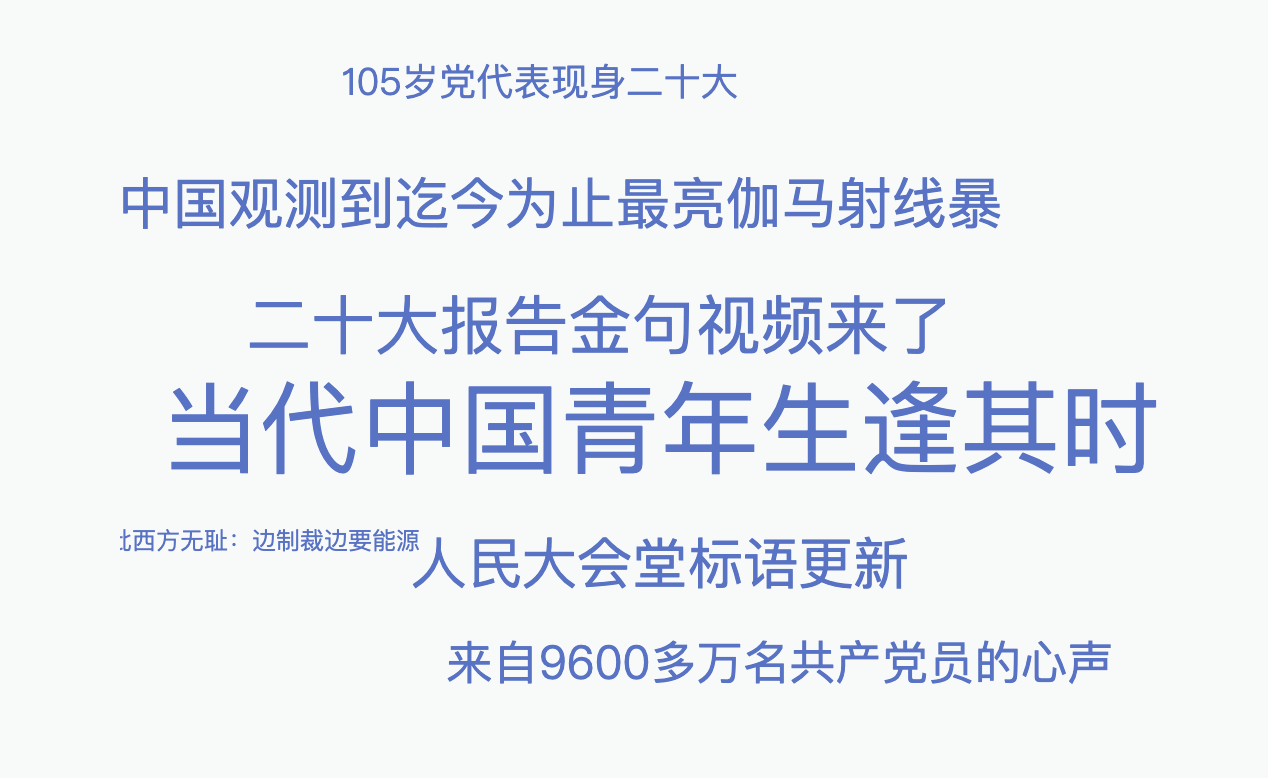 105岁党代表现身二十大
中国观测到迄今为止最亮伽马射线暴
二十大报告金句视频来了
当代中国青年生逢其时
西方无耻：边制裁边要能源
人民大会堂标语更新
来自9600多万名共产党员的心声